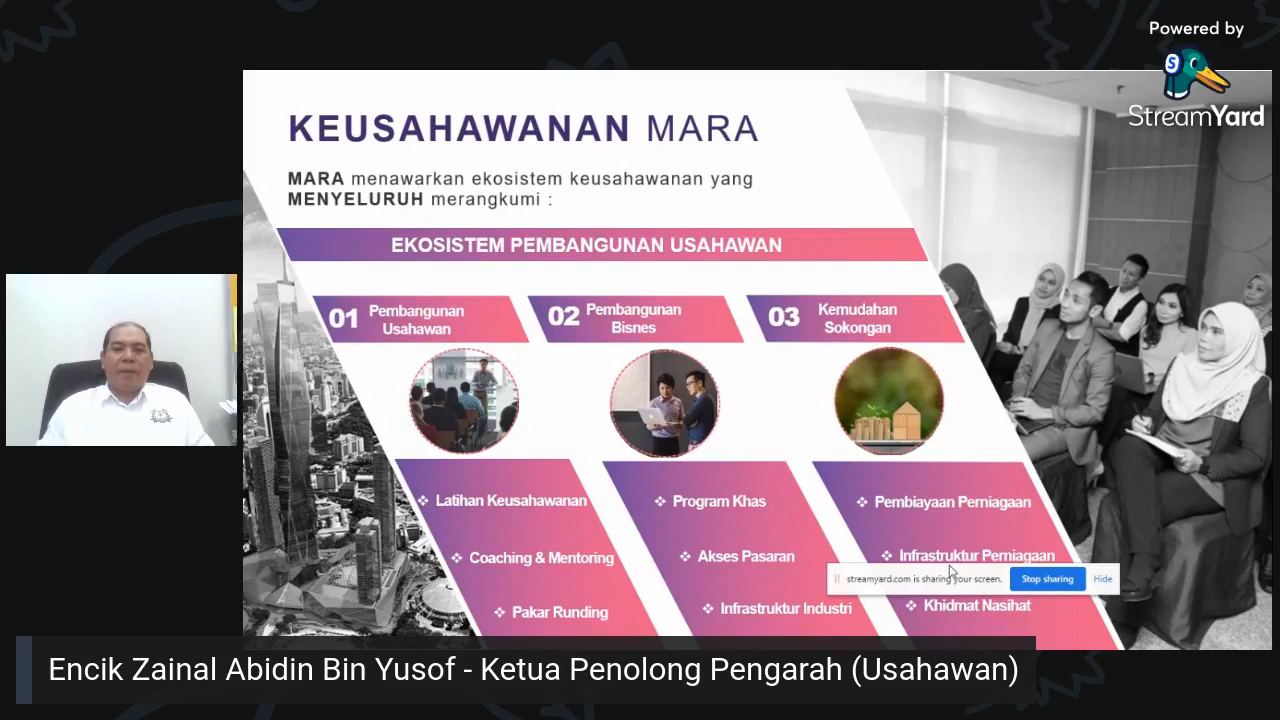 Powered by
S
StreamYard
KEUSAHAWANAN MARA
MARA menawarkan ekosistem keusahawanan yang
MENYELURUH merangkumi :
EKOSISTEM PEMBANGUNAN USAHAWAN
01 Pembangunan
Usahawan
02 Pembangunan
Bisnes
03 Kemudahan
Sokongan
❖ Latihan Keusahawanan
❖ Coaching & Mentoring
❖ Pakar Runding
❖ Program Khas
❖ Akses Pasaran
❖ Infrastruktur Industri
❖ Pembiayaan Perniagaan
❖ Infrastruktur Perniagaan
❖ Khidmat Nasihat
streamyard.com is sharing your screen. Stop sharing Hide
Encik Zainal Abidin Bin Yusof - Ketua Penolong Pengarah (Usahawan)